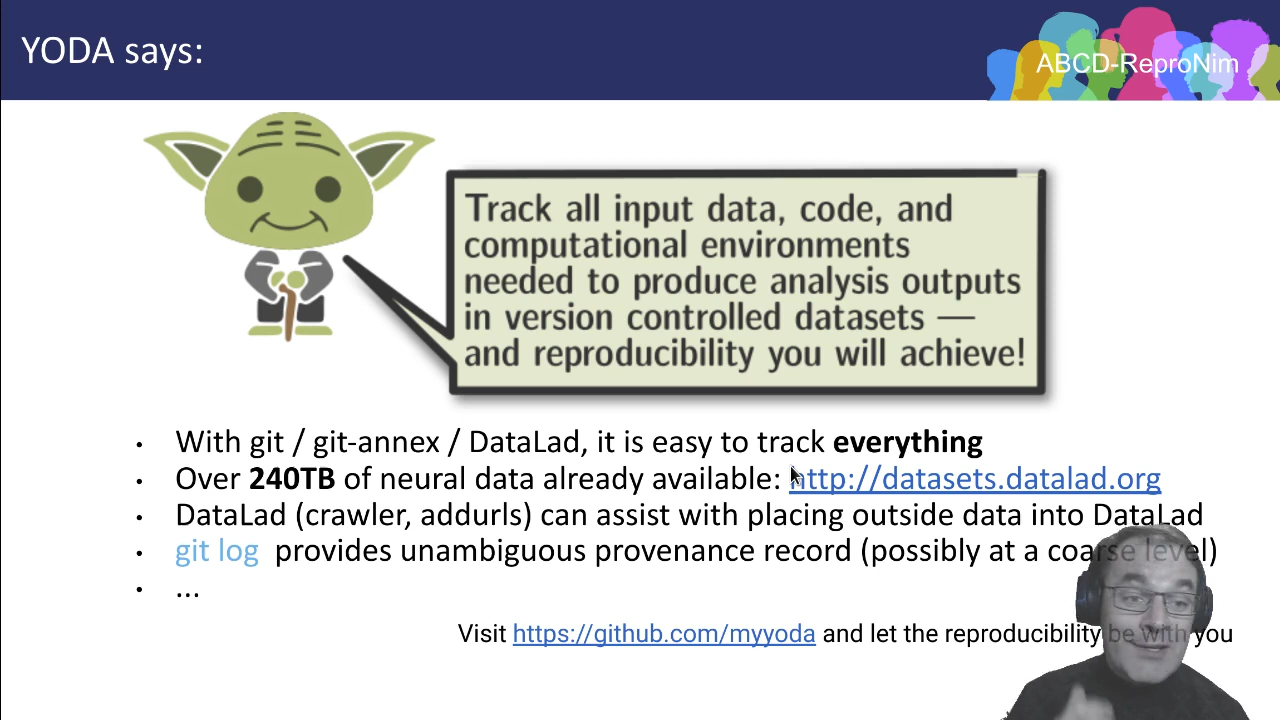 YODA says:
ABCD-ReproNim
Track all input data, code, and
computational environments
needed to produce analysis outputs
in version controlled datasets —
and reproducibility you will achieve!
• With git / git-annex / DataLad, it is easy to track everything
• Over 240TB of neural data already available: http://datasets.datalad.org
• DataLad (crawler, addurls) can assist with placing outside data into DataLad
• git log provides unambiguous provenance record (possibly at a coarse level)
• ...
Visit https://github.com/myyoda and let the reproducibility be with you